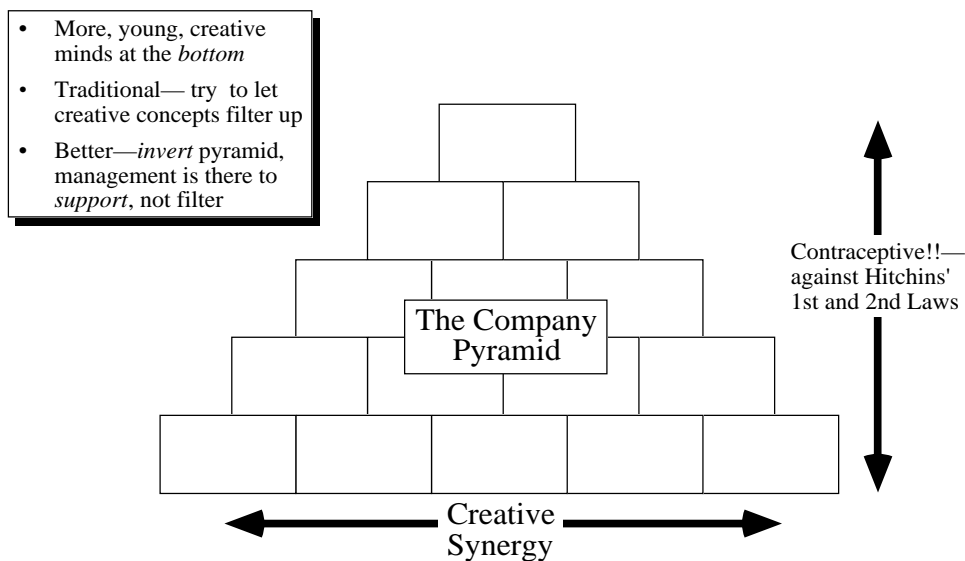 • More, young, creative
minds at the bottom
• Traditional— try to let
creative concepts filter up
• Better—invert pyramid,
management is there to
support, not filter
Contraceptive!!—
against Hitchins'
1st and 2nd Laws
The Company
Pyramid
Creative
Synergy